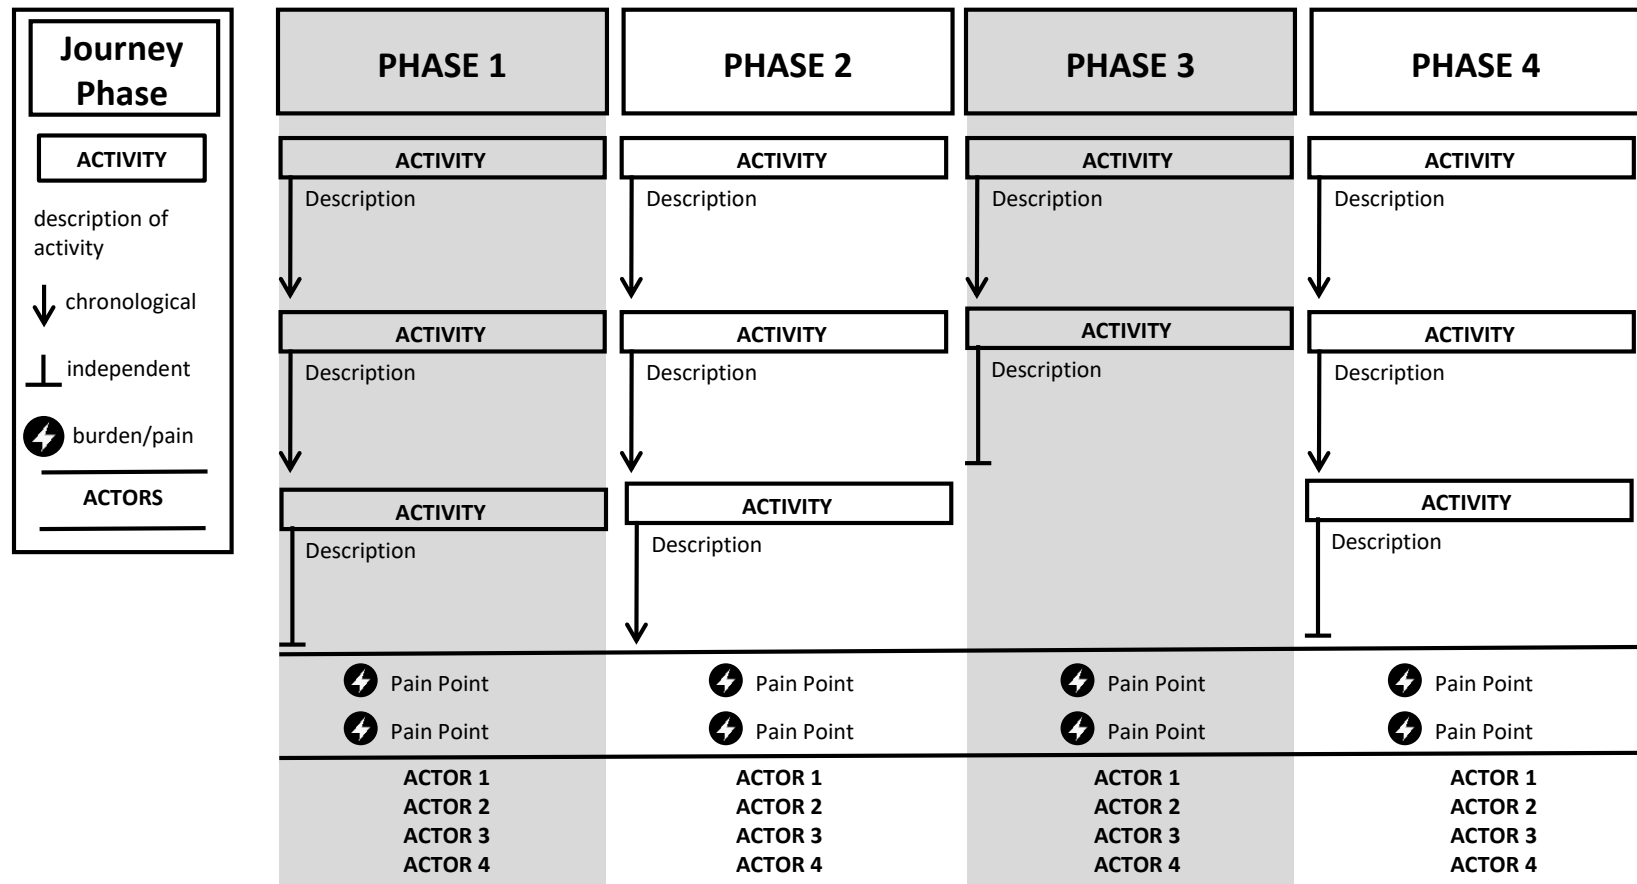 Journey
Phase
ACTIVITY
description of
activity
chronological
independent
burden/pain
ACTORS
PHASE 1
ACTIVITY
Description
ACTIVITY
Description
ACTIVITY
Description
Pain Point
Pain Point
ACTOR 1
ACTOR 2
ACTOR 3
ACTOR 4
PHASE 2
ACTIVITY
Description
ACTIVITY
Description
ACTIVITY
Description
Pain Point
Pain Point
ACTOR 1
ACTOR 2
ACTOR 3
ACTOR 4
PHASE 3
ACTIVITY
Description
ACTIVITY
Description
Pain Point
Pain Point
ACTOR 1
ACTOR 2
ACTOR 3
ACTOR 4
PHASE 4
ACTIVITY
Description
ACTIVITY
Description
ACTIVITY
Description
Pain Point
Pain Point
ACTOR 1
ACTOR 2
ACTOR 3
ACTOR 4